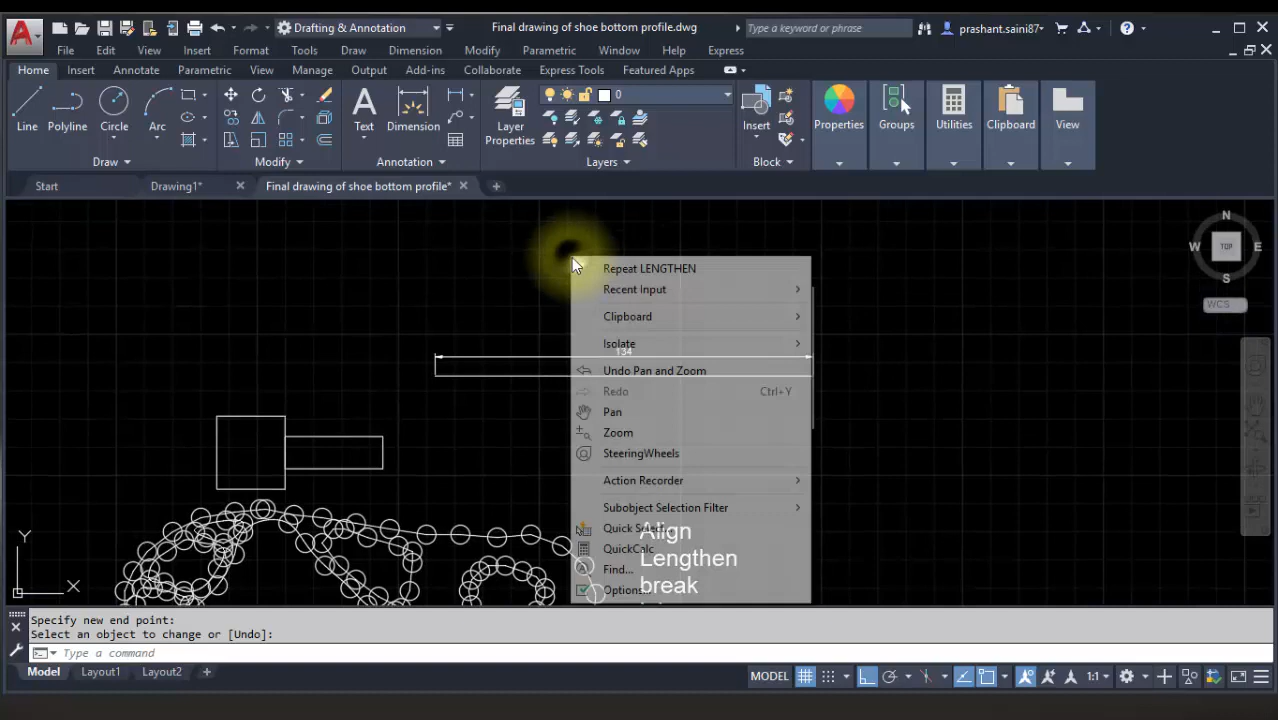 Drafting & Annotation
Final drawing of shoe bottom profile.dwg
Type a keyword or phrase
prashant.saini87
File Edit View Insert Format Tools Draw Dimension Modify Parametric Window Help Express
Home Insert Annotate Parametric View Manage Output Add-ins Collaborate Express Tools Featured Apps
0
Line Polyline Circle Arc Text Dimension Layer Properties Insert Properties Groups Utilities Clipboard View
Draw Modify Annotation Layers Block
Start Drawing1* Final drawing of shoe bottom profile*
N
W TOP E
S
WCS
Repeat LENGTHEN
Recent Input
Clipboard
Isolate
134
Undo Pan and Zoom
Redo Ctrl+Y
Pan
Zoom
SteeringWheels
Action Recorder
Subobject Selection Filter
Quick Select...
QuickCalc
Find...
Options...
Align
Lengthen
break
Y
X
Specify new end point:
Select an object to change or [Undo]:
Type a command
Model Layout1 Layout2
MODEL 1:1